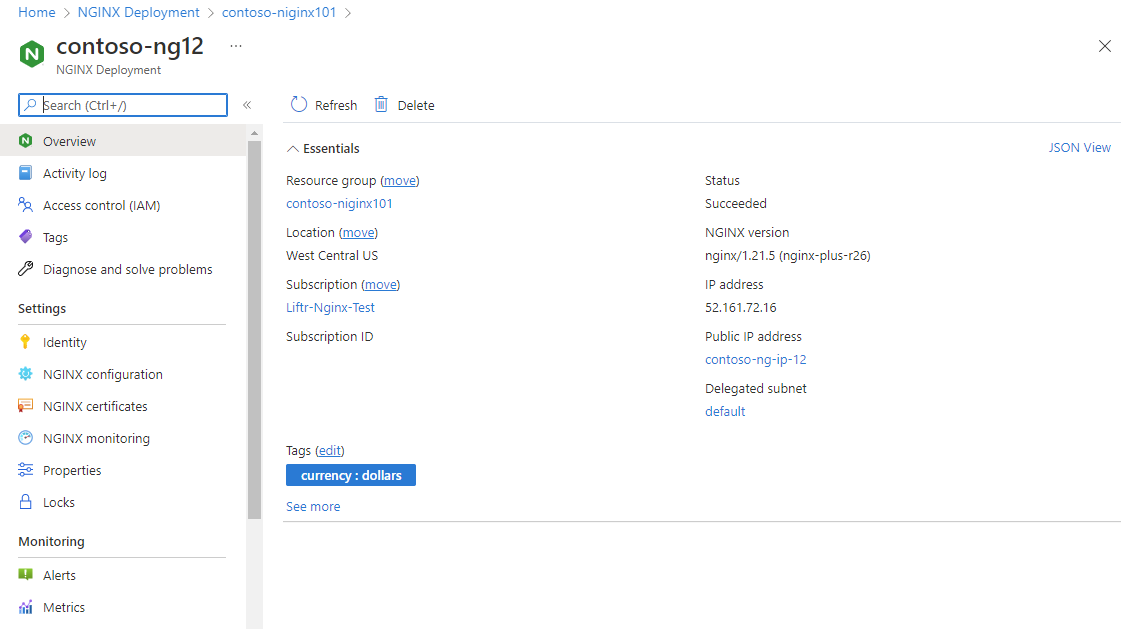 Home > NGINX Deployment > contoso-niginx101 >
contoso-ng12 ...
NGINX Deployment
Search (Ctrl+/)
«
Overview
Activity log
Access control (IAM)
Tags
Diagnose and solve problems
Settings
Identity
NGINX configuration
NGINX certificates
NGINX monitoring
Properties
Locks
Monitoring
Alerts
Metrics
Refresh Delete
Essentials JSON View
Resource group (move)
contoso-niginx101
Location (move)
West Central US
Subscription (move)
Liftr-Nginx-Test
Subscription ID
Status
Succeeded
NGINX version
nginx/1.21.5 (nginx-plus-r26)
IP address
52.161.72.16
Public IP address
contoso-ng-ip-12
Delegated subnet
default
Tags (edit)
currency : dollars
See more